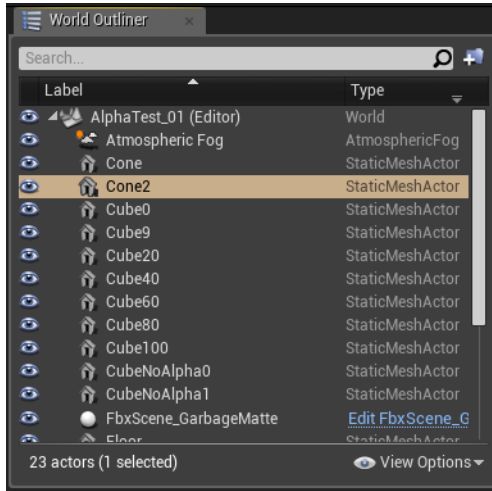 World Outliner
Search...
Label Type
AlphaTest_01 (Editor) World
Atmospheric Fog AtmosphericFog
Cone StaticMeshActor
Cone2 StaticMeshActor
Cube0 StaticMeshActor
Cube9 StaticMeshActor
Cube20 StaticMeshActor
Cube40 StaticMeshActor
Cube60 StaticMeshActor
Cube80 StaticMeshActor
Cube100 StaticMeshActor
CubeNoAlpha0 StaticMeshActor
CubeNoAlpha1 StaticMeshActor
FbxScene_GarbageMatte Edit FbxScene_G
Floor StaticMeshActor
23 actors (1 selected) View Options